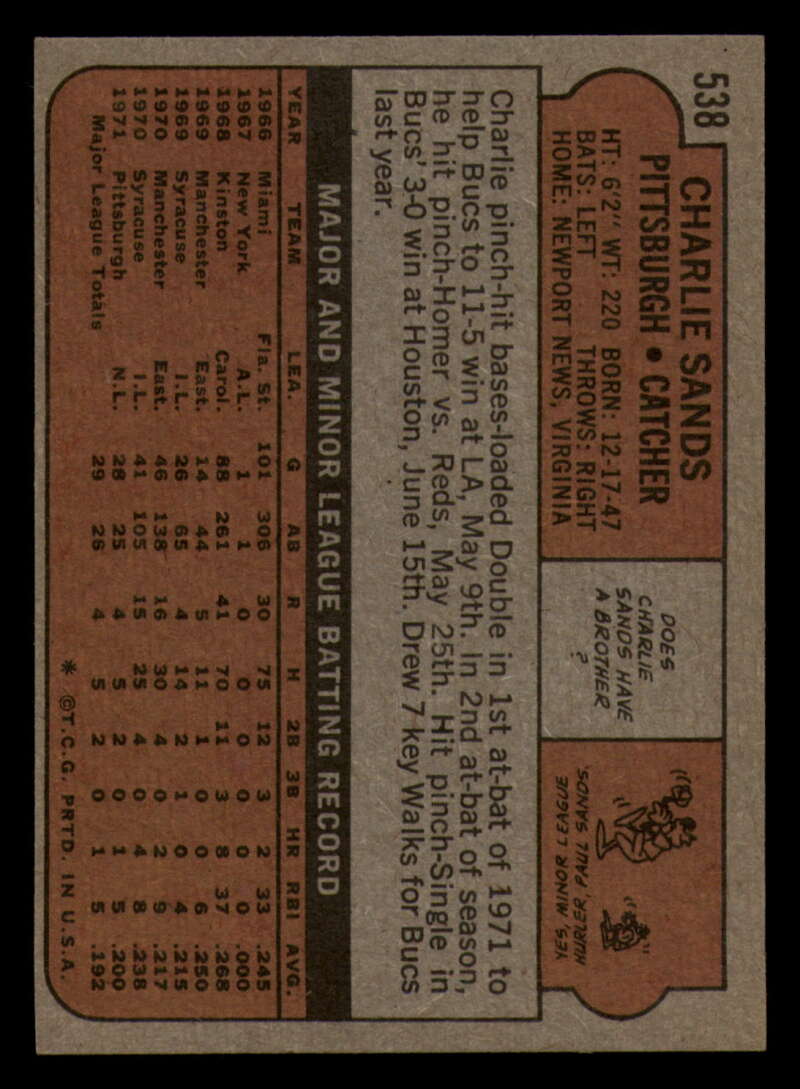 538
CHARLIE SANDS
PITTSBURGH • CATCHER
HT: 6'2" WT: 220 BORN: 12-17-47
BATS: LEFT THROWS: RIGHT
HOME: NEWPORT NEWS, VIRGINIA
DOES
CHARLIE
SANDS HAVE
A BROTHER
?
YES, MINOR LEAGUE
HURLER, PAUL SANDS.
Charlie pinch-hit bases-loaded Double in 1st at-bat of 1971 to
help Bucs to 11-5 win at LA, May 9th. In 2nd at-bat of season,
he hit pinch-Homer vs. Reds, May 25th. Hit pinch-Single in
Bucs' 3-0 win at Houston, June 15th. Drew 7 key Walks for Bucs
last year.
MAJOR AND MINOR LEAGUE BATTING RECORD
YEAR TEAM LEA. G AB R H 2B 3B HR RBI AVG.
1966 Miami Fla. St. 101 306 30 75 12 3 2 33 .245
1967 New York A.L. 1 1 0 0 0 0 0 0 .000
1968 Kinston Carol. 88 261 41 70 11 3 8 37 .268
1969 Manchester East. 14 44 5 11 1 0 0 6 .250
1969 Syracuse I.L. 26 65 4 14 2 1 0 4 .215
1970 Manchester East. 46 138 16 30 4 0 2 9 .217
1970 Syracuse I.L. 41 105 15 25 4 0 4 8 .238
1971 Pittsburgh N.L. 28 25 4 5 2 0 1 5 .200
Major League Totals 29 26 4 5 2 0 1 5 .192
* ©T.C.G. PRTD. IN U.S.A.